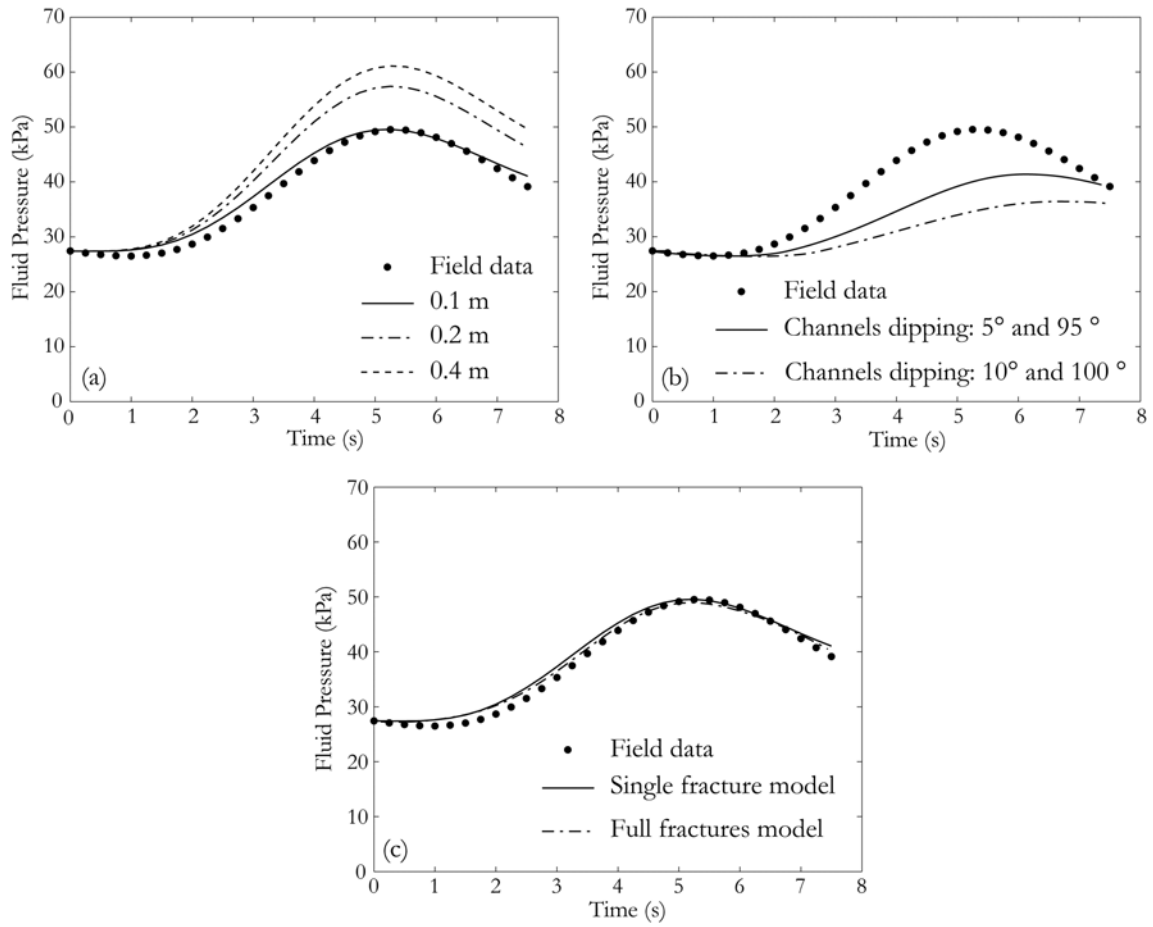 70
60
50
40
30
20
10
0
Fluid Pressure (kPa)
Field data
0.1 m
0.2 m
0.4 m
(a)
0 1 2 3 4 5 6 7 8
Time (s)
70
60
50
40
30
20
10
0
Fluid Pressure (kPa)
Field data
Channels dipping: 5° and 95 °
Channels dipping: 10° and 100 °
(b)
0 1 2 3 4 5 6 7 8
Time (s)
70
60
50
40
30
20
10
0
Fluid Pressure (kPa)
Field data
Single fracture model
Full fractures model
(c)
0 1 2 3 4 5 6 7 8
Time (s)